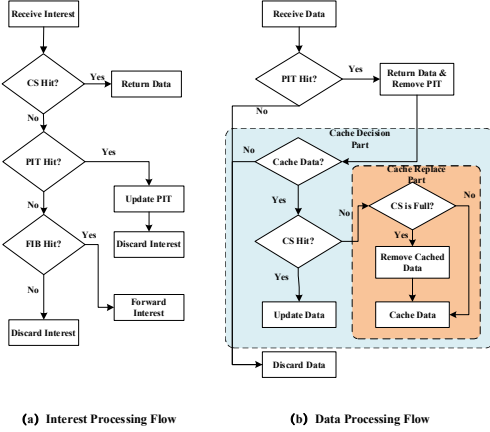 Receive Interest
CS Hit?
Yes
Return Data
No
PIT Hit?
Yes
Update PIT
No
Discard Interest
FIB Hit?
Yes
No
Forward
Interest
Discard Interest
(a) Interest Processing Flow
Receive Data
PIT Hit?
Yes
Return Data &
Remove PIT
No
Cache Decision
Part
No
Cache Data?
Cache Replace
Part
Yes
No
CS is Full?
No
CS Hit?
Yes
Remove Cached
Data
Yes
Update Data
Cache Data
Discard Data
(b) Data Processing Flow